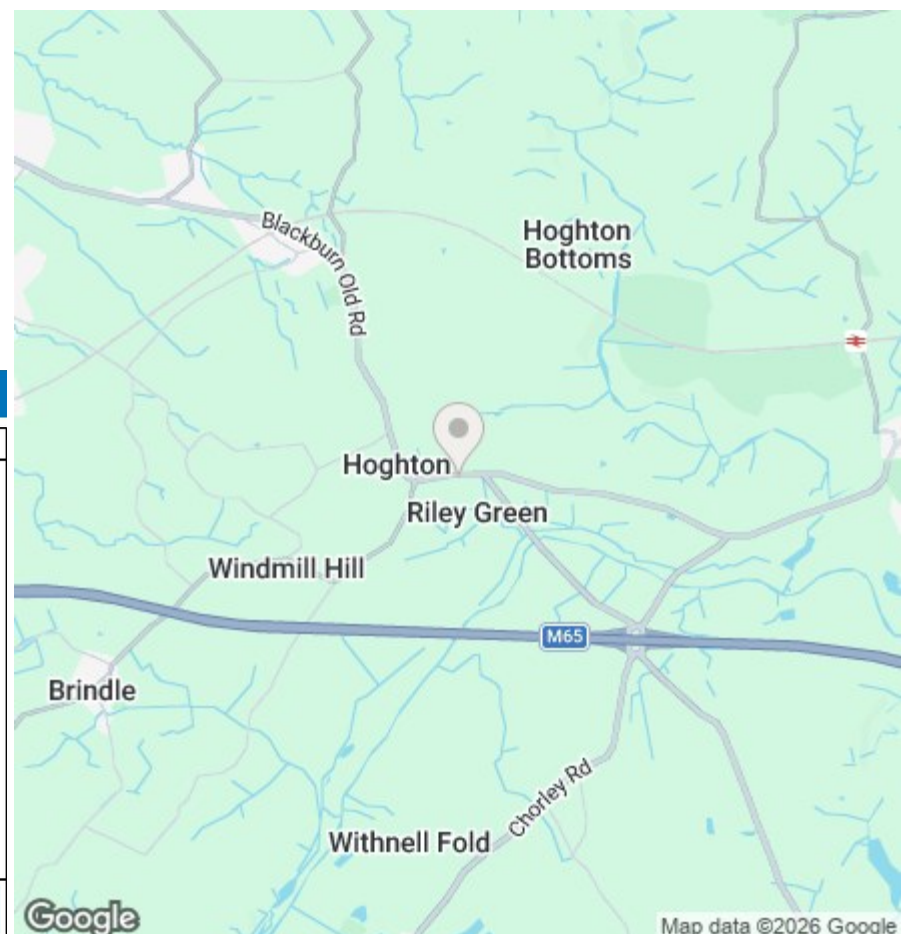 Hoghton
Bottoms
Blackburn Old Rd
Hoghton
Riley Green
Windmill Hill
M65
Brindle
Chorley Rd
Withnell Fold
Google
Map data ©2026 Google